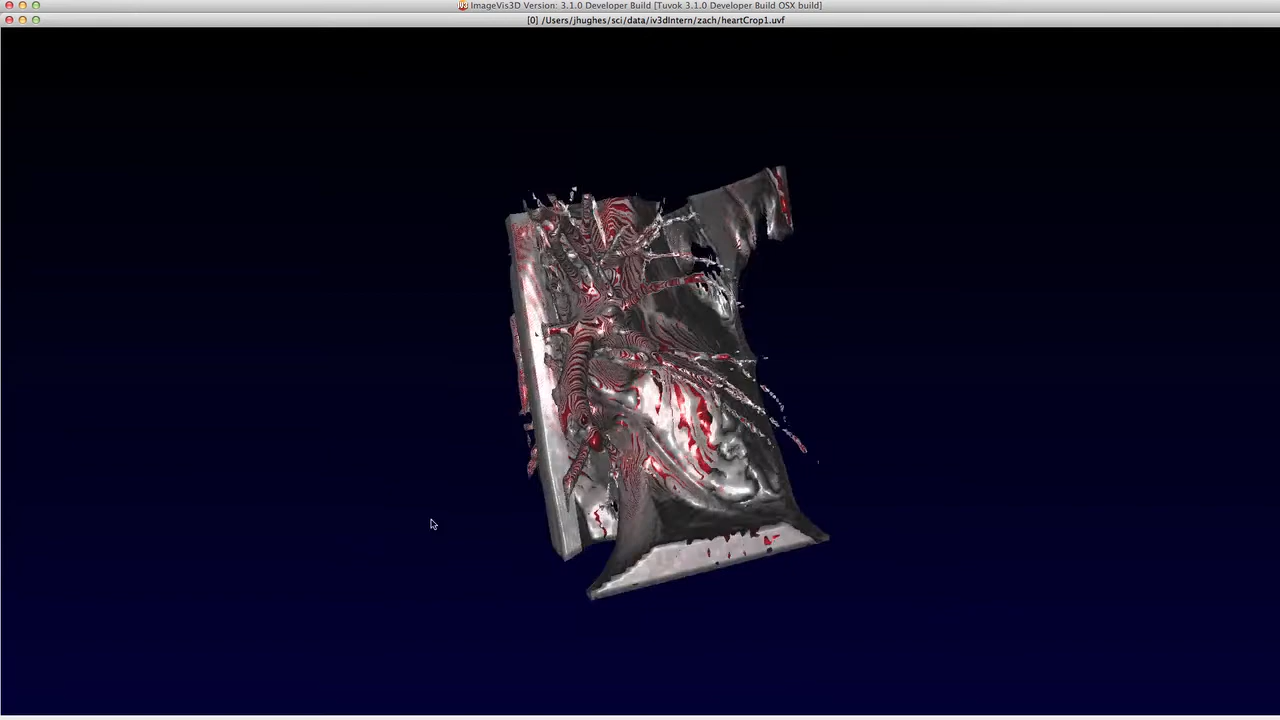 ImageVis3D Version: 3.1.0 Developer Build [Tuvok 3.1.0 Developer Build OSX build]
[0] /Users/jhughes/sci/data/iv3dIntern/zach/heartCrop1.uvf